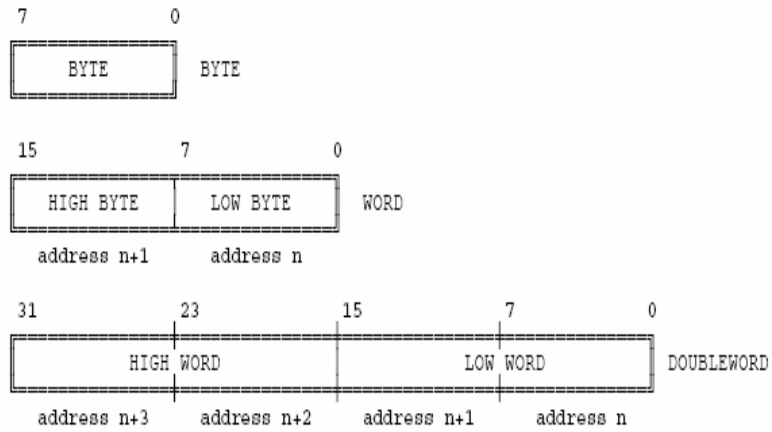 7 0
BYTE BYTE
15 7 0
HIGH BYTE LOW BYTE WORD
address n+1 address n
31 23 15 7 0
HIGH WORD LOW WORD DOUBLEWORD
address n+3 address n+2 address n+1 address n